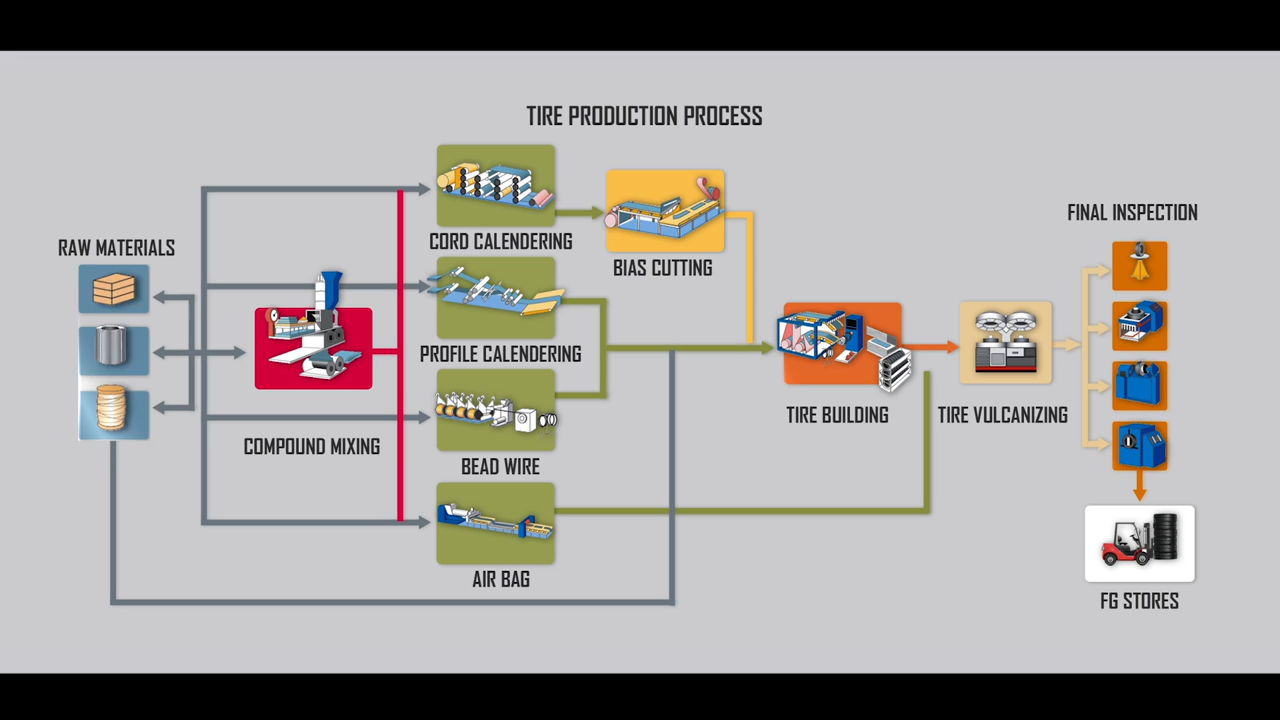 TIRE PRODUCTION PROCESS
RAW MATERIALS
COMPOUND MIXING
CORD CALENDERING
BIAS CUTTING
PROFILE CALENDERING
BEAD WIRE
AIR BAG
TIRE BUILDING
TIRE VULCANIZING
FINAL INSPECTION
FG STORES